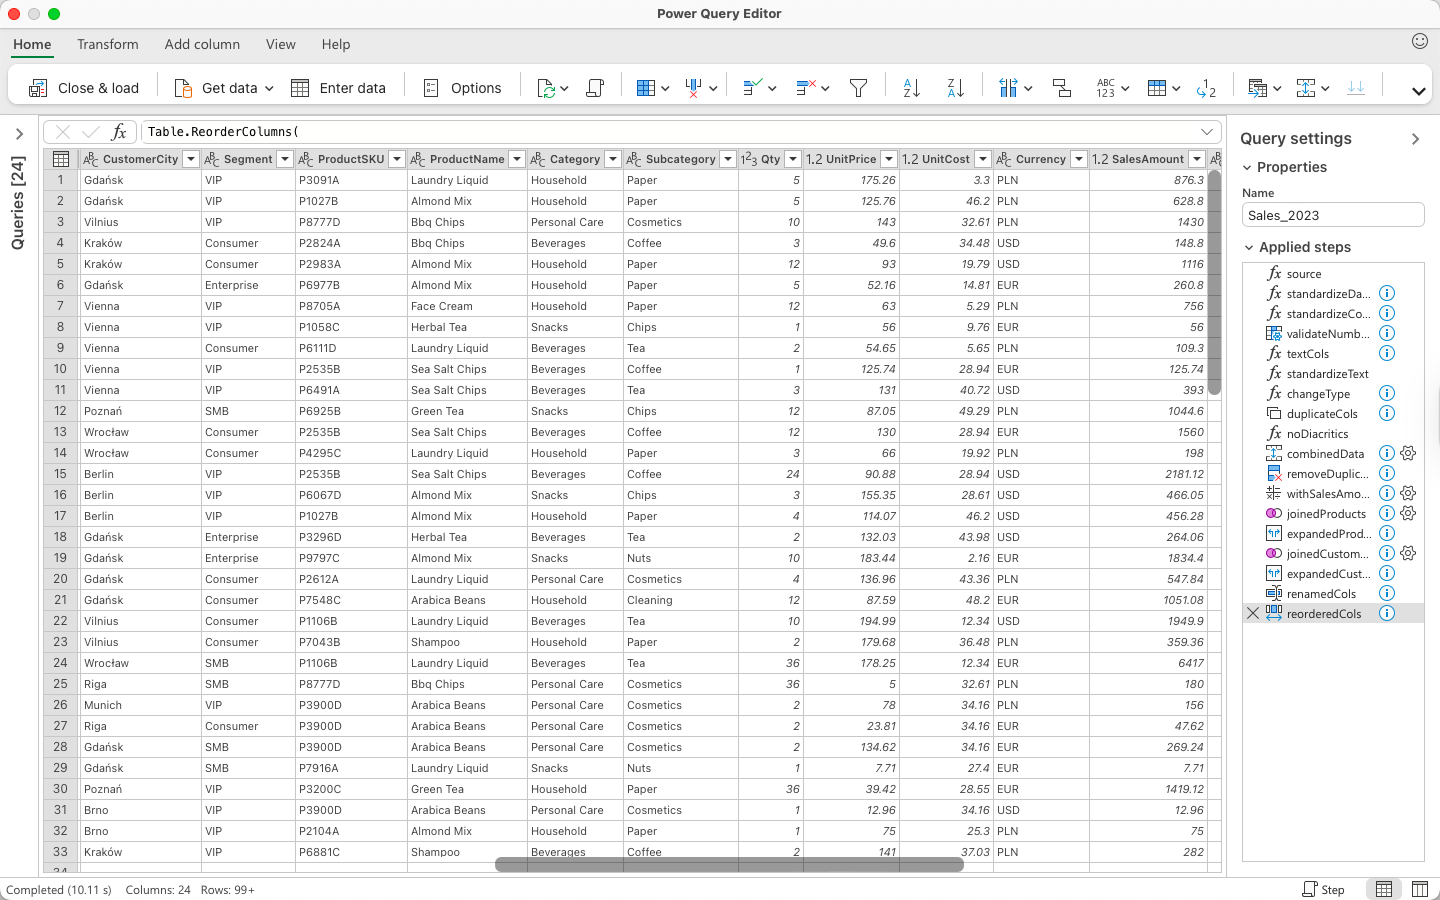 Power Query Editor
Home Transform Add column View Help
Close & load Get data Enter data Options
Table.ReorderColumns(
Queries [24]
CustomerCity Segment ProductSKU ProductName Category Subcategory 1²3 Qty 1.2 UnitPrice 1.2 UnitCost Currency 1.2 SalesAmount
1 Gdańsk VIP P3091A Laundry Liquid Household Paper 5 175.26 3.3 PLN 876.3
2 Gdańsk VIP P1027B Almond Mix Household Paper 5 125.76 46.2 PLN 628.8
3 Vilnius VIP P8777D Bbq Chips Personal Care Cosmetics 10 143 32.61 PLN 1430
4 Kraków Consumer P2824A Bbq Chips Beverages Coffee 3 49.6 34.48 USD 148.8
5 Kraków Consumer P2983A Almond Mix Household Paper 12 93 19.79 USD 1116
6 Gdańsk Enterprise P6977B Almond Mix Household Paper 5 52.16 14.81 EUR 260.8
7 Vienna VIP P8705A Face Cream Household Paper 12 63 5.29 PLN 756
8 Vienna VIP P1058C Herbal Tea Snacks Chips 1 56 9.76 EUR 56
9 Vienna Consumer P6111D Laundry Liquid Beverages Tea 2 54.65 5.65 PLN 109.3
10 Vienna VIP P2535B Sea Salt Chips Beverages Coffee 1 125.74 28.94 EUR 125.74
11 Vienna VIP P6491A Sea Salt Chips Beverages Tea 3 131 40.72 USD 393
12 Poznań SMB P6925B Green Tea Snacks Chips 12 87.05 49.29 PLN 1044.6
13 Wrocław Consumer P2535B Sea Salt Chips Beverages Coffee 12 130 28.94 EUR 1560
14 Wrocław Consumer P4295C Laundry Liquid Household Paper 3 66 19.92 PLN 198
15 Berlin VIP P2535B Sea Salt Chips Beverages Coffee 24 90.88 28.94 USD 2181.12
16 Berlin VIP P6067D Almond Mix Snacks Chips 3 155.35 28.61 USD 466.05
17 Berlin VIP P1027B Almond Mix Household Paper 4 114.07 46.2 USD 456.28
18 Gdańsk Enterprise P3296D Herbal Tea Beverages Tea 2 132.03 43.98 USD 264.06
19 Gdańsk Enterprise P9797C Almond Mix Snacks Nuts 10 183.44 2.16 EUR 1834.4
20 Gdańsk Consumer P2612A Laundry Liquid Personal Care Cosmetics 4 136.96 43.36 PLN 547.84
21 Gdańsk Consumer P7548C Arabica Beans Household Cleaning 12 87.59 48.2 EUR 1051.08
22 Vilnius Consumer P1106B Laundry Liquid Beverages Tea 10 194.99 12.34 USD 1949.9
23 Vilnius Consumer P7043B Shampoo Household Paper 2 179.68 36.48 PLN 359.36
24 Wrocław SMB P1106B Laundry Liquid Beverages Tea 36 178.25 12.34 EUR 6417
25 Riga SMB P8777D Bbq Chips Personal Care Cosmetics 36 5 32.61 PLN 180
26 Munich VIP P3900D Arabica Beans Personal Care Cosmetics 2 78 34.16 PLN 156
27 Riga Consumer P3900D Arabica Beans Personal Care Cosmetics 2 23.81 34.16 EUR 47.62
28 Gdańsk SMB P3900D Arabica Beans Personal Care Cosmetics 2 134.62 34.16 EUR 269.24
29 Gdańsk SMB P7916A Laundry Liquid Snacks Nuts 1 7.71 27.4 EUR 7.71
30 Poznań VIP P3200C Green Tea Household Paper 36 39.42 28.55 EUR 1419.12
31 Brno VIP P3900D Arabica Beans Personal Care Cosmetics 1 12.96 34.16 USD 12.96
32 Brno VIP P2104A Almond Mix Household Paper 1 75 25.3 PLN 75
33 Kraków VIP P6881C Shampoo Beverages Coffee 2 141 37.03 PLN 282
34
Query settings
Properties
Name
Sales_2023
Applied steps
source
standardizeDa...
standardizeCo...
validateNumb...
textCols
standardizeText
changeType
duplicateCols
noDiacritics
combinedData
removeDuplic...
withSalesAmo...
joinedProducts
expandedProd...
joinedCustom...
expandedCust...
renamedCols
reorderedCols
Completed (10.11 s) Columns: 24 Rows: 99+ Step